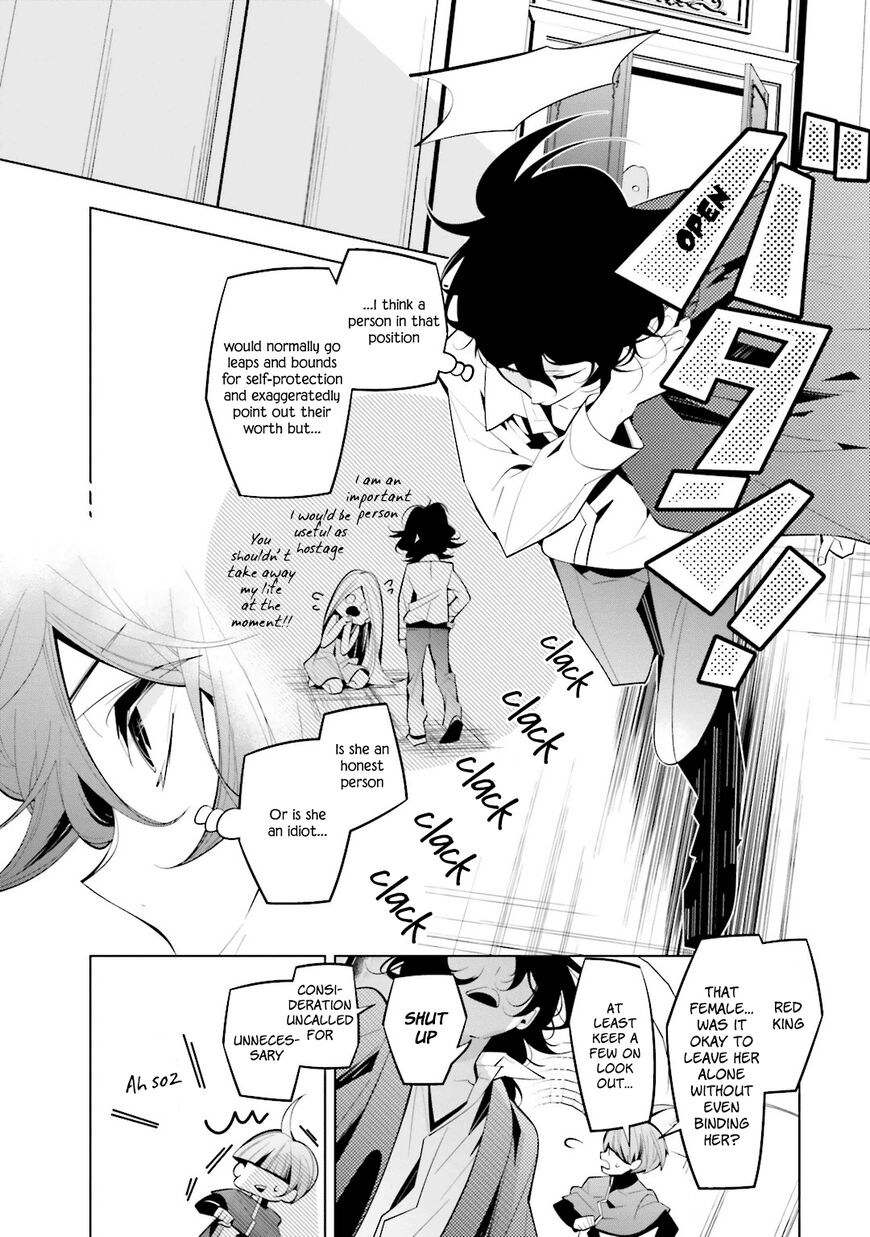 OPEN
バタン!!
...I think a
person in that
position
would normally go
leaps and bounds
for self-protection
and exaggeratedly
point out their
worth but...
I am an
important
person
I would be
useful as
hostage
You
shouldn't
take away
my life
at the
moment!!
clack
clack
clack
clack
clack
Is she an
honest
person
Or is she
an idiot...
RED
KING
THAT
FEMALE...
WAS IT
OKAY TO
LEAVE HER
ALONE
WITHOUT
EVEN
BINDING
HER?
AT
LEAST
KEEP A
FEW ON
LOOK
OUT...
SHUT
UP
CONSI-
DERATION
UNCALLED
FOR
UNNECES-
SARY
Ah soz